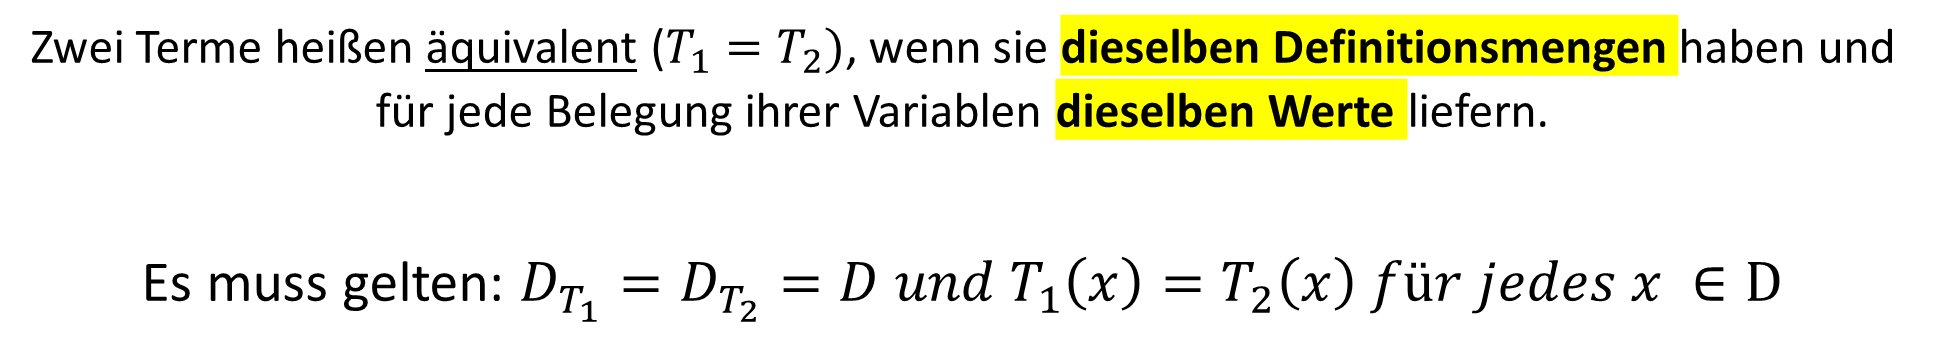 Zwei Terme heißen äquivalent (T₁ = T₂), wenn sie dieselben Definitionsmengen haben und
für jede Belegung ihrer Variablen dieselben Werte liefern.
Es muss gelten: D_{T₁} = D_{T₂} = D und T₁(x) = T₂(x) für jedes x ∈ D